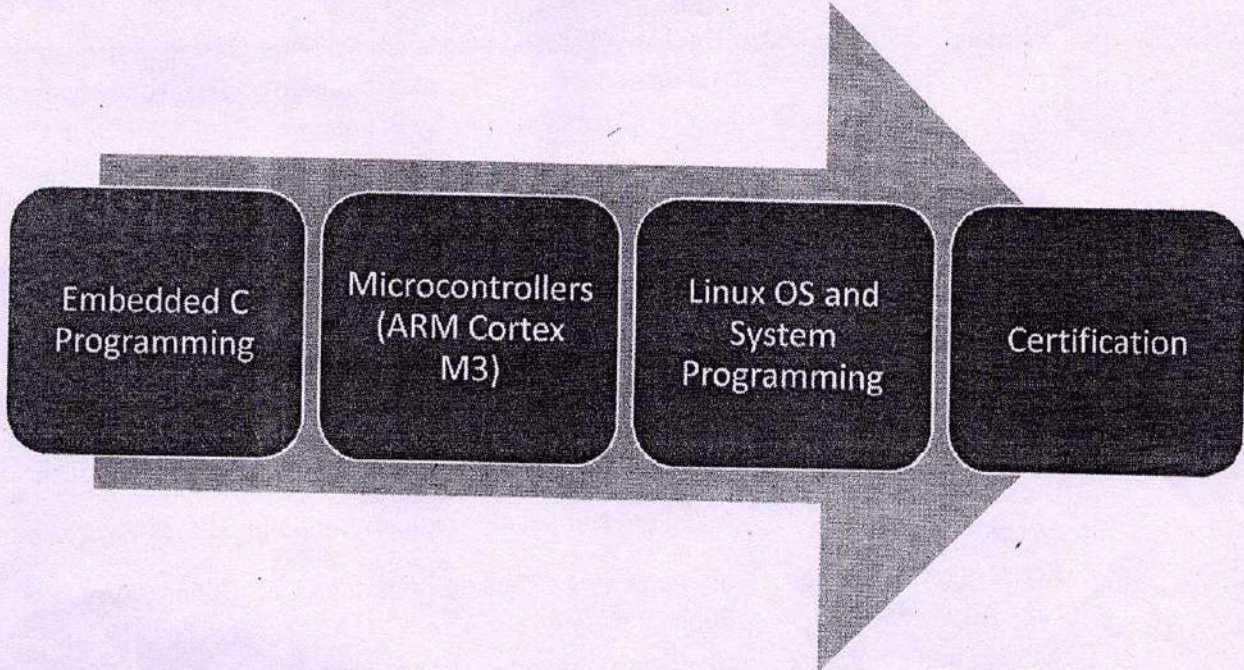 Embedded C
Programming
Microcontrollers
(ARM Cortex
M3)
Linux OS and
System
Programming
Certification